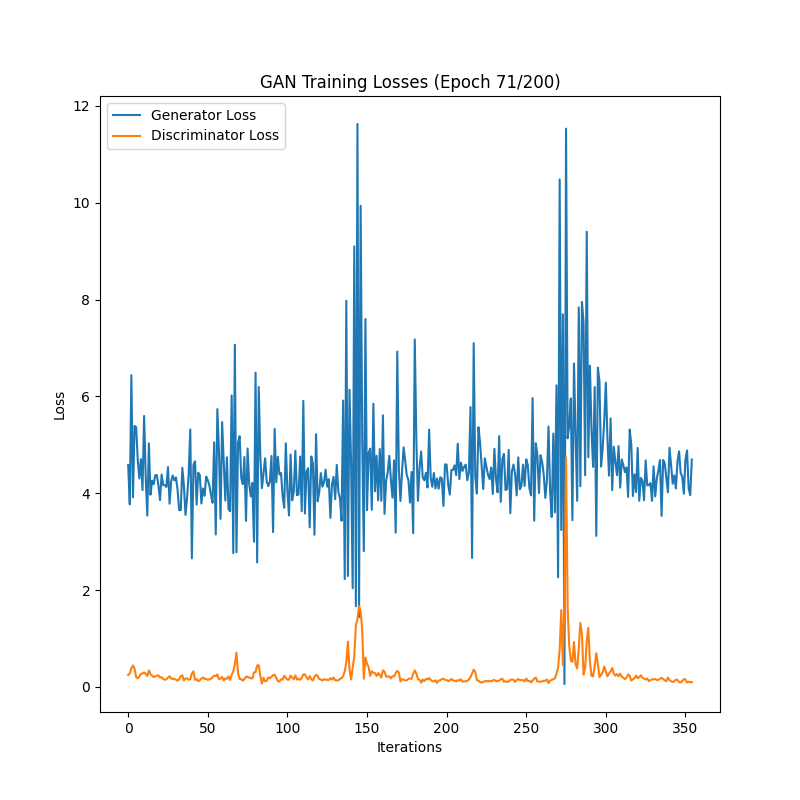 GAN Training Losses (Epoch 71/200)
Generator Loss
Discriminator Loss
12
10
8
6
4
2
0
Loss
0 50 100 150 200 250 300 350
Iterations